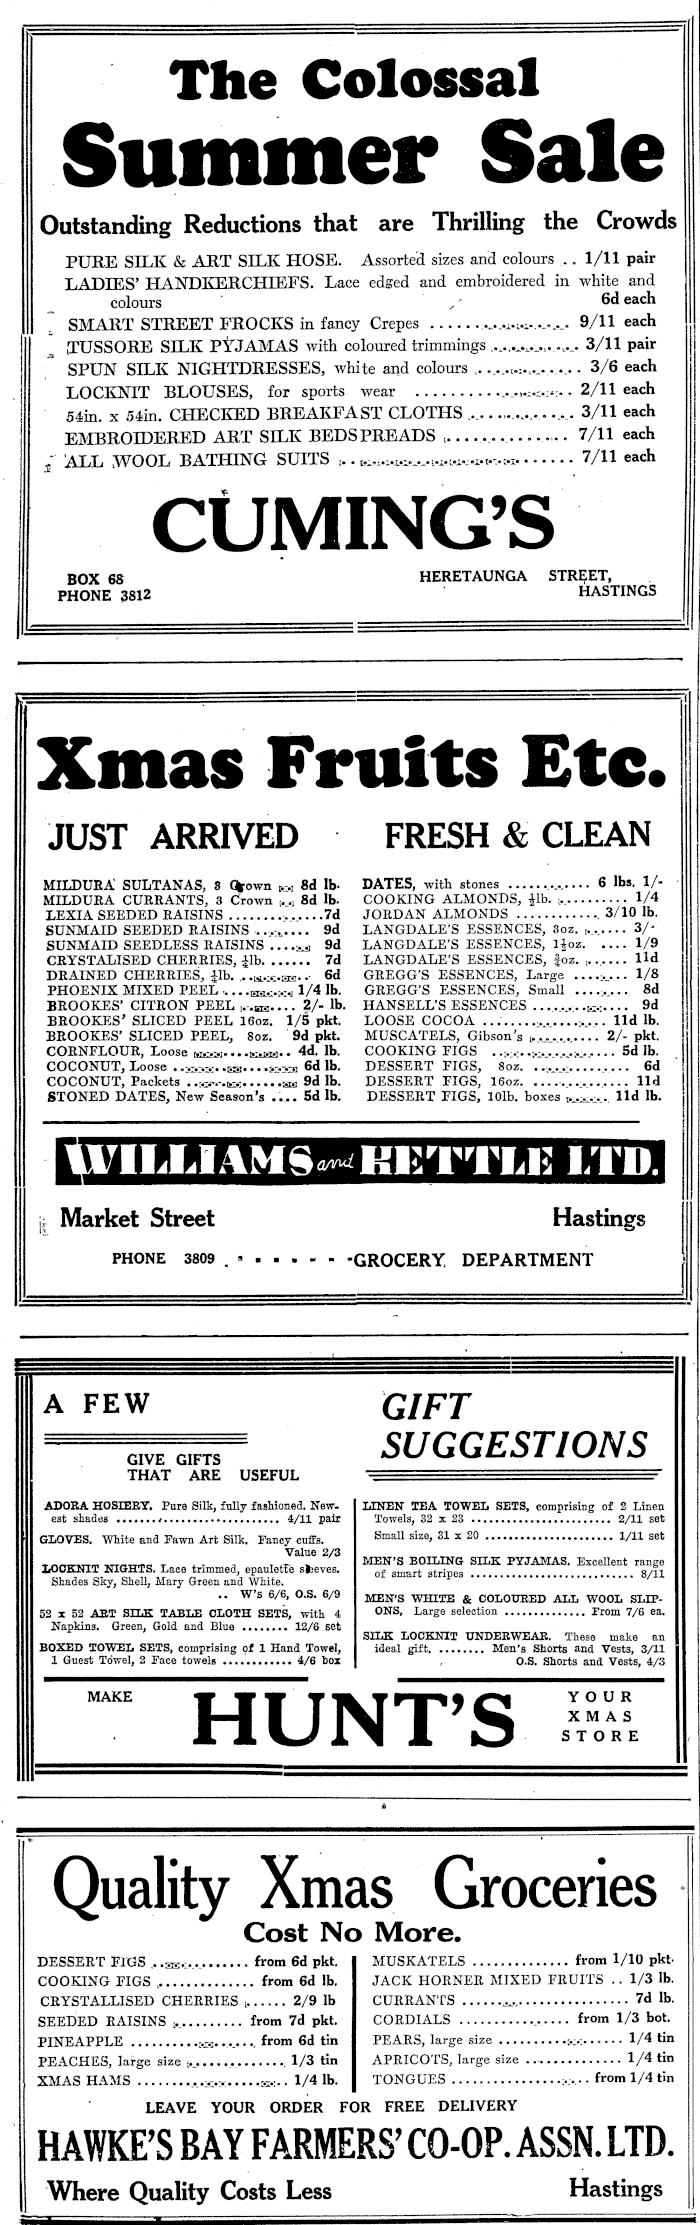 The Colossal
Summer Sale
Outstanding Reductions that are Thrilling the Crowds
PURE SILK & ART SILK HOSE. Assorted sizes and colours .. 1/11 pair
LADIES' HANDKERCHIEFS. Lace edged and embroidered in white and
colours 6d each
SMART STREET FROCKS in fancy Crepes .................. 9/11 each
TUSSORE SILK PYJAMAS with coloured trimmings ............ 3/11 pair
SPUN SILK NIGHTDRESSES, white and colours .............. 3/6 each
LOCKNIT BLOUSES, for sports wear .................... 2/11 each
54in. x 54in. CHECKED BREAKFAST CLOTHS .............. 3/11 each
EMBROIDERED ART SILK BEDSPREADS ................ 7/11 each
ALL WOOL BATHING SUITS ............................ 7/11 each
CUMING'S
BOX 68
PHONE 3812
HERETAUNGA STREET,
HASTINGS
Xmas Fruits Etc.
JUST ARRIVED
MILDURA SULTANAS, 3 Crown .... 8d lb.
MILDURA CURRANTS, 3 Crown .... 8d lb.
LEXIA SEEDED RAISINS ..............7d
SUNMAID SEEDED RAISINS ........ 9d
SUNMAID SEEDLESS RAISINS ...... 9d
CRYSTALISED CHERRIES, ¼lb. ...... 7d
DRAINED CHERRIES, ¼lb. .......... 6d
PHOENIX MIXED PEEL .......... 1/4 lb.
BROOKES' CITRON PEEL ........ 2/- lb.
BROOKES' SLICED PEEL 16oz. 1/5 pkt.
BROOKES' SLICED PEEL, 8oz. 9d pkt.
CORNFLOUR, Loose .............. 4d. lb.
COCONUT, Loose .................. 6d lb.
COCONUT, Packets ................ 9d lb.
STONED DATES, New Season's .... 5d lb.
FRESH & CLEAN
DATES, with stones ............ 6 lbs. 1/-
COOKING ALMONDS, ½lb. .......... 1/4
JORDAN ALMONDS ............ 3/10 lb.
LANGDALE'S ESSENCES, 3oz. ...... 3/-
LANGDALE'S ESSENCES, 1½oz. .... 1/9
LANGDALE'S ESSENCES, ¾oz. ...... 11d
GREGG'S ESSENCES, Large ........ 1/8
GREGG'S ESSENCES, Small ........ 8d
HANSELL'S ESSENCES .............. 9d
LOOSE COCOA .................. 11d lb.
MUSCATELS, Gibson's .......... 2/- pkt.
COOKING FIGS .................. 5d lb.
DESSERT FIGS, 8oz. ................ 6d
DESSERT FIGS, 16oz. .............. 11d
DESSERT FIGS, 10lb. boxes ...... 11d lb.
WILLIAMS and KETTLE LTD.
Market Street Hastings
PHONE 3809 . . . . . . . -GROCERY DEPARTMENT
A FEW
GIFT
SUGGESTIONS
GIVE GIFTS
THAT ARE USEFUL
ADORA HOSIERY. Pure Silk, fully fashioned. New-
est shades .............................. 4/11 pair
GLOVES. White and Fawn Art Silk. Fancy cuffs.
Value 2/3
LOCKNIT NIGHTS. Lace trimmed, epaulette sleeves.
Shades Sky, Shell, Mary Green and White.
.. W's 6/6, O.S. 6/9
52 x 52 ART SILK TABLE CLOTH SETS, with 4
Napkins. Green, Gold and Blue ........ 12/6 set
BOXED TOWEL SETS, comprising of 1 Hand Towel,
1 Guest Towel, 2 Face towels ............ 4/6 box
LINEN TEA TOWEL SETS, comprising of 2 Linen
Towels, 32 x 23 ........................ 2/11 set
Small size, 31 x 20 ...................... 1/11 set
MEN'S BOILING SILK PYJAMAS. Excellent range
of smart stripes ............................ 8/11
MEN'S WHITE & COLOURED ALL WOOL SLIP-
ONS, Large selection .............. From 7/6 ea.
SILK LOCKNIT UNDERWEAR. These make an
ideal gift. ........ Men's Shorts and Vests, 3/11
O.S. Shorts and Vests, 4/3
MAKE
HUNT'S
YOUR
XMAS
STORE
Quality Xmas Groceries
Cost No More.
DESSERT FIGS ................ from 6d pkt.
COOKING FIGS .............. from 6d lb.
CRYSTALLISED CHERRIES ...... 2/9 lb
SEEDED RAISINS .......... from 7d pkt.
PINEAPPLE .................. from 6d tin
PEACHES, large size .............. 1/3 tin
XMAS HAMS ...................... 1/4 lb.
MUSKATELS .............. from 1/10 pkt.
JACK HORNER MIXED FRUITS .. 1/3 lb.
CURRANTS ........................ 7d lb.
CORDIALS ................ from 1/3 bot.
PEARS, large size ................ 1/4 tin
APRICOTS, large size .............. 1/4 tin
TONGUES .................... from 1/4 tin
LEAVE YOUR ORDER FOR FREE DELIVERY
HAWKE'S BAY FARMERS' CO-OP. ASSN. LTD.
Where Quality Costs Less Hastings